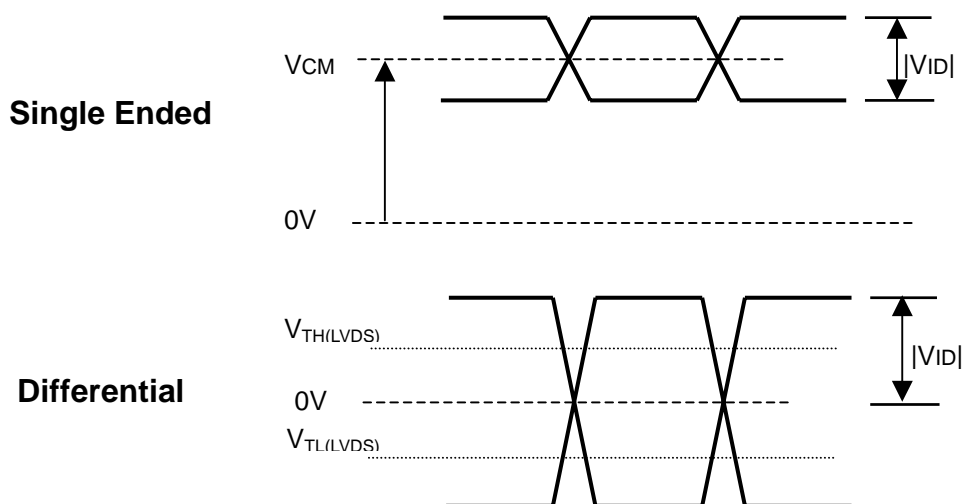 VCM
|VID|
Single Ended
0V
VTH(LVDS)
|VID|
Differential
0V
VTL(LVDS)